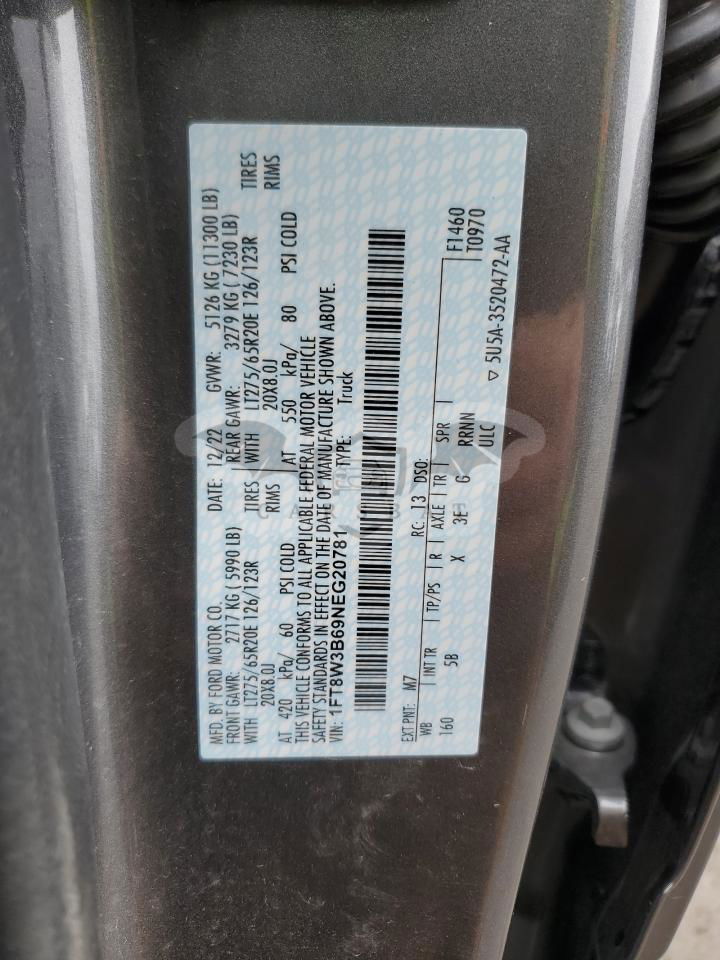 MFD. BY FORD MOTOR CO. DATE: 12/22 GVWR: 5126 KG (11300 LB)
FRONT GAWR: 2717 KG ( 5990 LB) REAR GAWR: 3279 KG ( 7230 LB)
WITH LT275/65R20E 126/123R TIRES WITH LT275/65R20E 126/123R TIRES
20X8.0J RIMS 20X8.0J RIMS
AT 420 kPa/ 60 PSI COLD AT 550 kPa/ 80 PSI COLD
THIS VEHICLE CONFORMS TO ALL APPLICABLE FEDERAL MOTOR VEHICLE
SAFETY STANDARDS IN EFFECT ON THE DATE OF MANUFACTURE SHOWN ABOVE.
VIN: 1FT8W3B69NEG20781 TYPE: Truck
EXT PNT: M7 RC: 13 DSO: F1460
WB INT TR TP/PS R AXLE TR SPR T0970
160 5B X 3E G RRNN
ULC ▽ 5U5A-3520472-AA